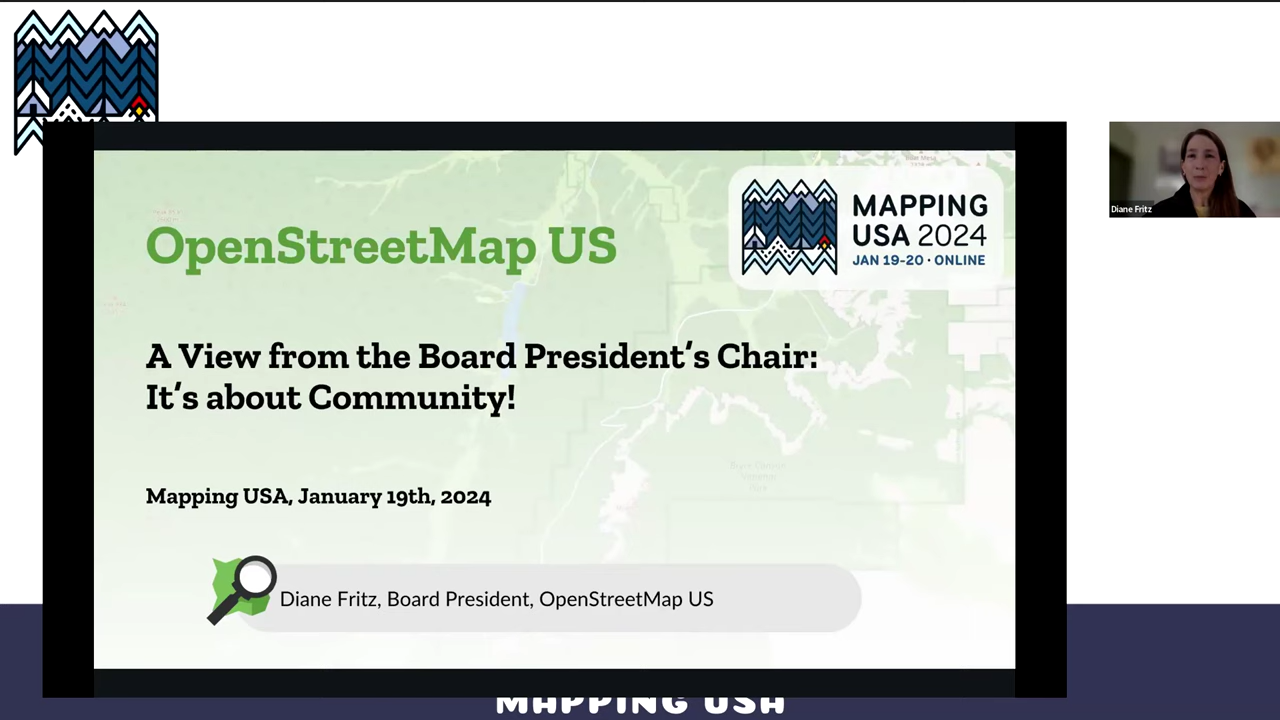 OpenStreetMap US
MAPPING
USA 2024
JAN 19-20 · ONLINE
A View from the Board President's Chair:
It's about Community!
Mapping USA, January 19th, 2024
Diane Fritz, Board President, OpenStreetMap US
Diane Fritz
MAPPING USA